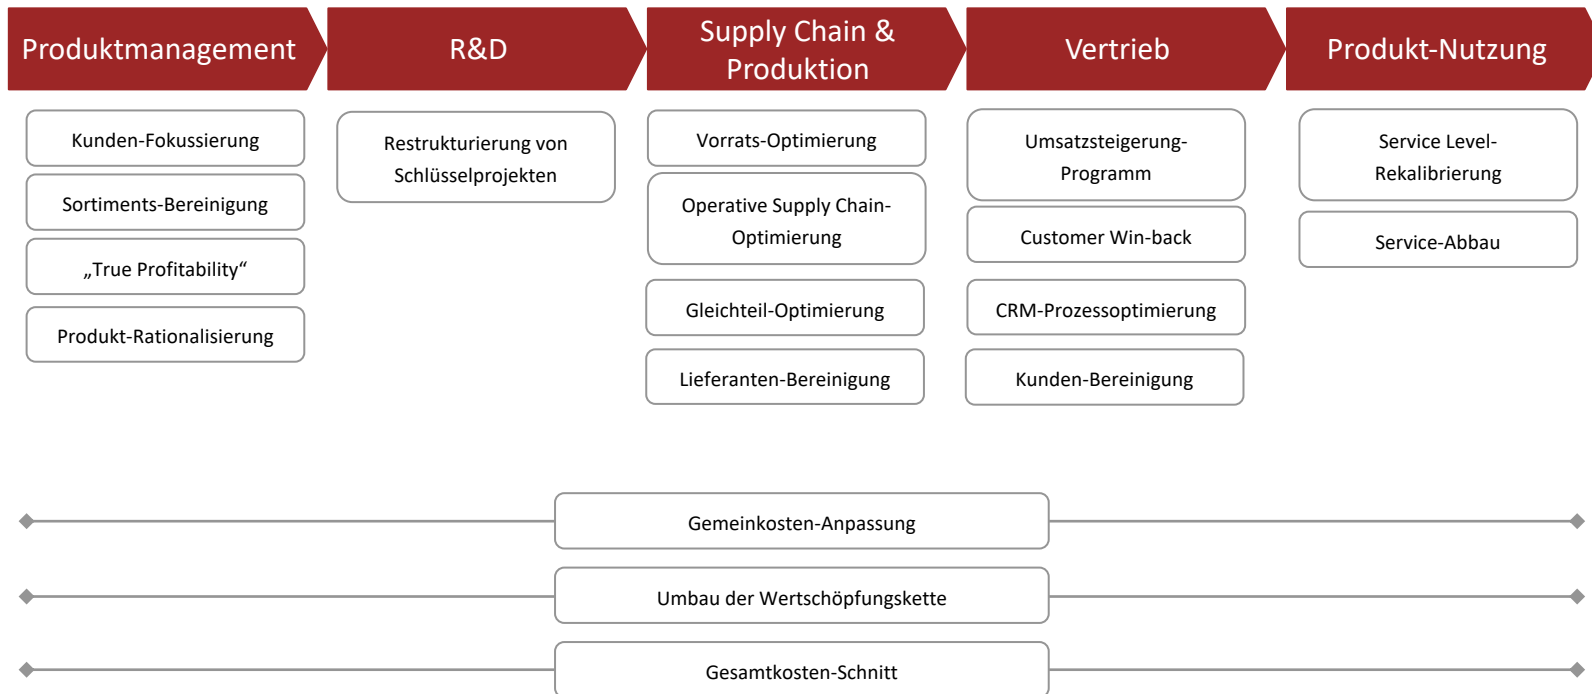 Produktmanagement
R&D
Supply Chain &
Produktion
Vertrieb
Produkt-Nutzung
Kunden-Fokussierung
Sortiments-Bereinigung
„True Profitability“
Produkt-Rationalisierung
Restrukturierung von
Schlüsselprojekten
Vorrats-Optimierung
Operative Supply Chain-
Optimierung
Gleichteil-Optimierung
Lieferanten-Bereinigung
Umsatzsteigerung-
Programm
Customer Win-back
CRM-Prozessoptimierung
Kunden-Bereinigung
Service Level-
Rekalibrierung
Service-Abbau
Gemeinkosten-Anpassung
Umbau der Wertschöpfungskette
Gesamtkosten-Schnitt